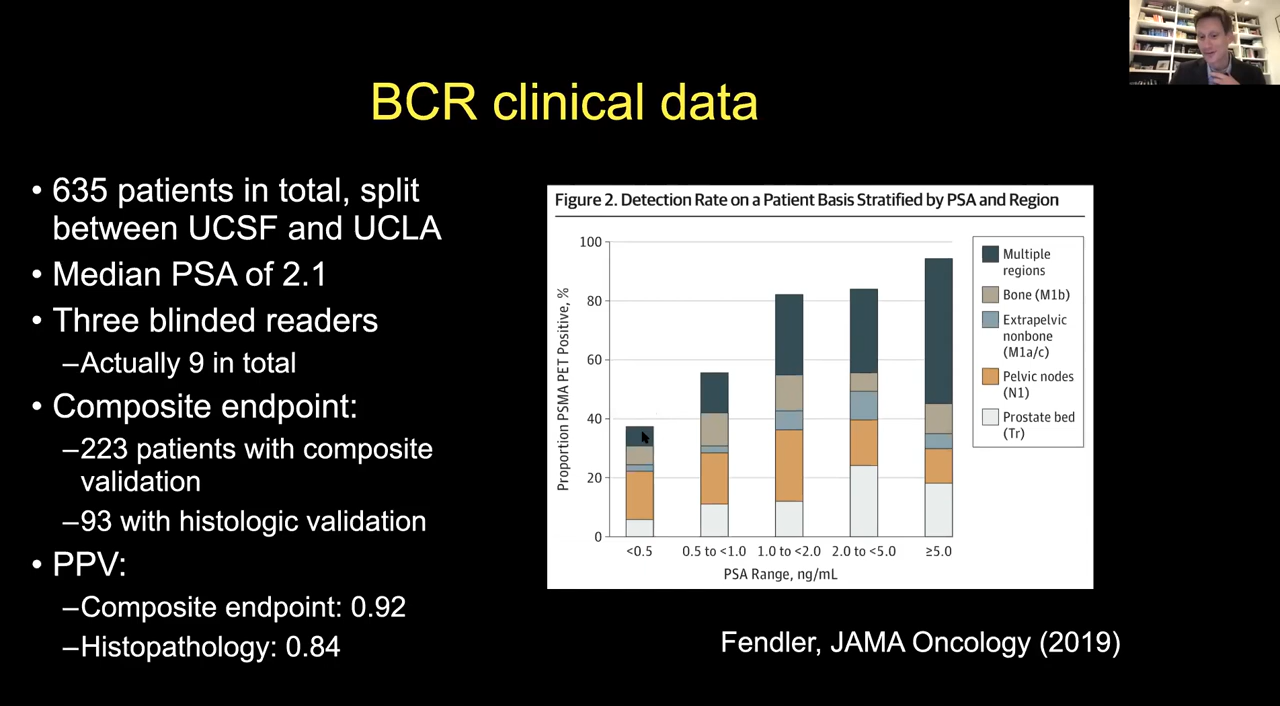 BCR clinical data
• 635 patients in total, split
between UCSF and UCLA
• Median PSA of 2.1
• Three blinded readers
–Actually 9 in total
• Composite endpoint:
–223 patients with composite
validation
–93 with histologic validation
• PPV:
–Composite endpoint: 0.92
–Histopathology: 0.84
Figure 2. Detection Rate on a Patient Basis Stratified by PSA and Region
Proportion PSMA PET Positive, %
100
80
60
40
20
0
<0.5
0.5 to <1.0
1.0 to <2.0
2.0 to <5.0
≥5.0
PSA Range, ng/mL
Multiple
regions
Bone (M1b)
Extrapelvic
nonbone
(M1a/c)
Pelvic nodes
(N1)
Prostate bed
(Tr)
Fendler, JAMA Oncology (2019)